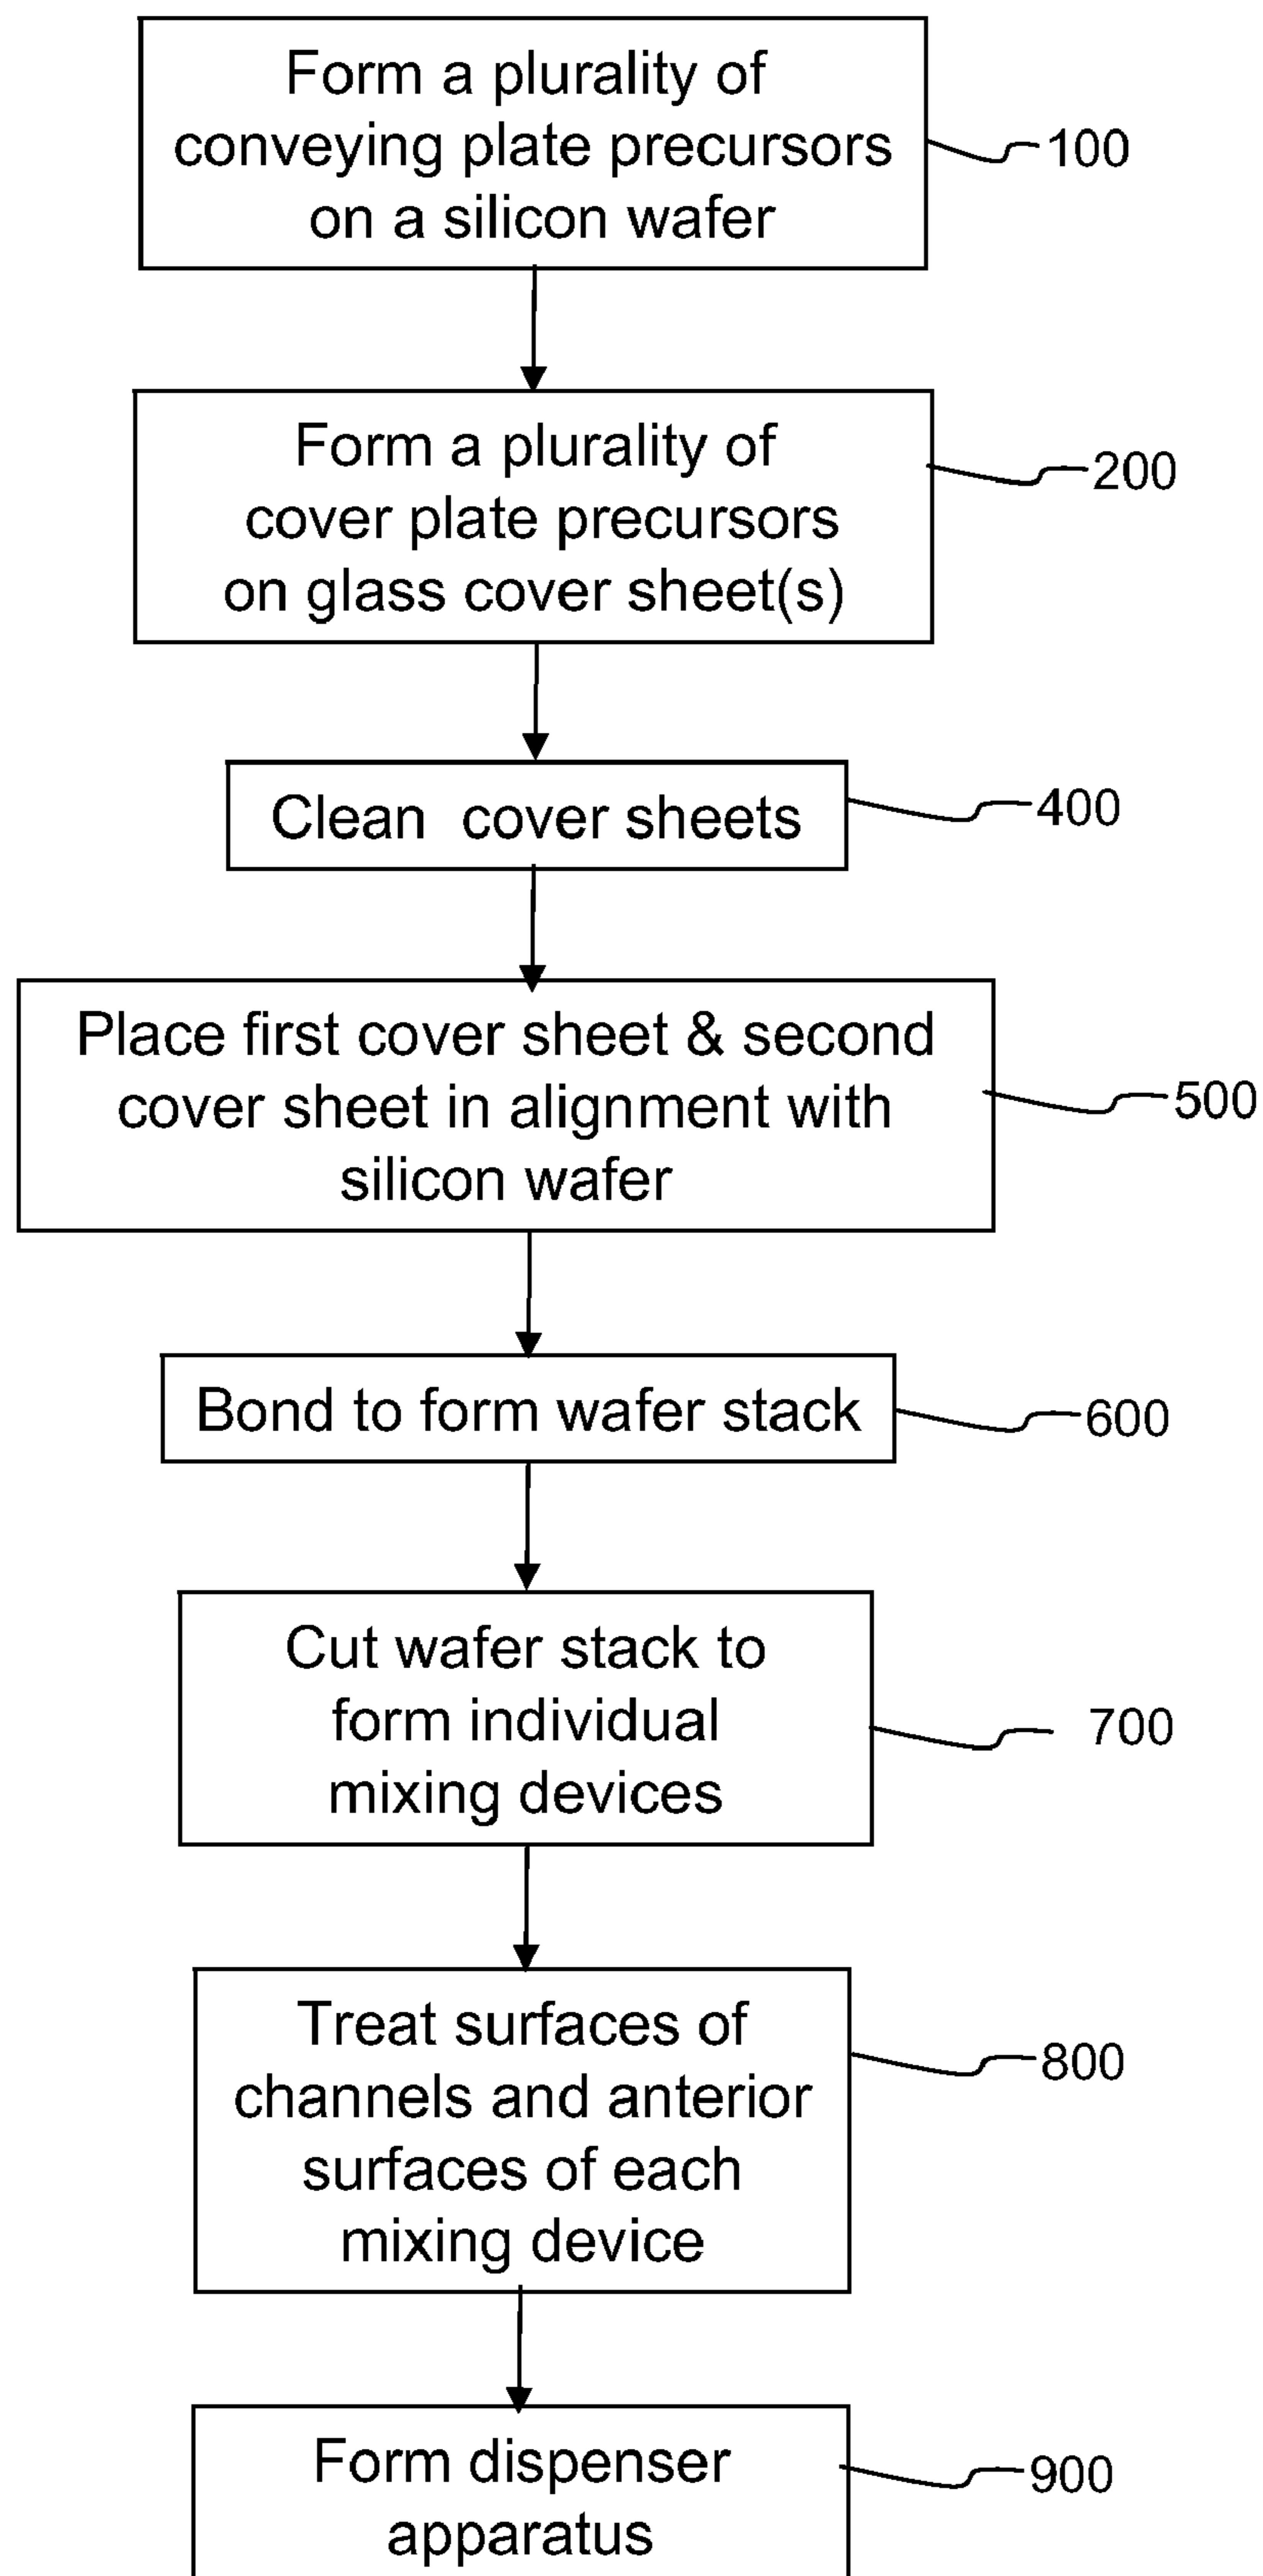 Form a plurality of
conveying plate precursors
on a silicon wafer
100
Form a plurality of
cover plate precursors
on glass cover sheet(s)
200
Clean cover sheets
400
Place first cover sheet & second
cover sheet in alignment with
silicon wafer
500
Bond to form wafer stack
600
Cut wafer stack to
form individual
mixing devices
700
Treat surfaces of
channels and anterior
surfaces of each
mixing device
800
Form dispenser
apparatus
900